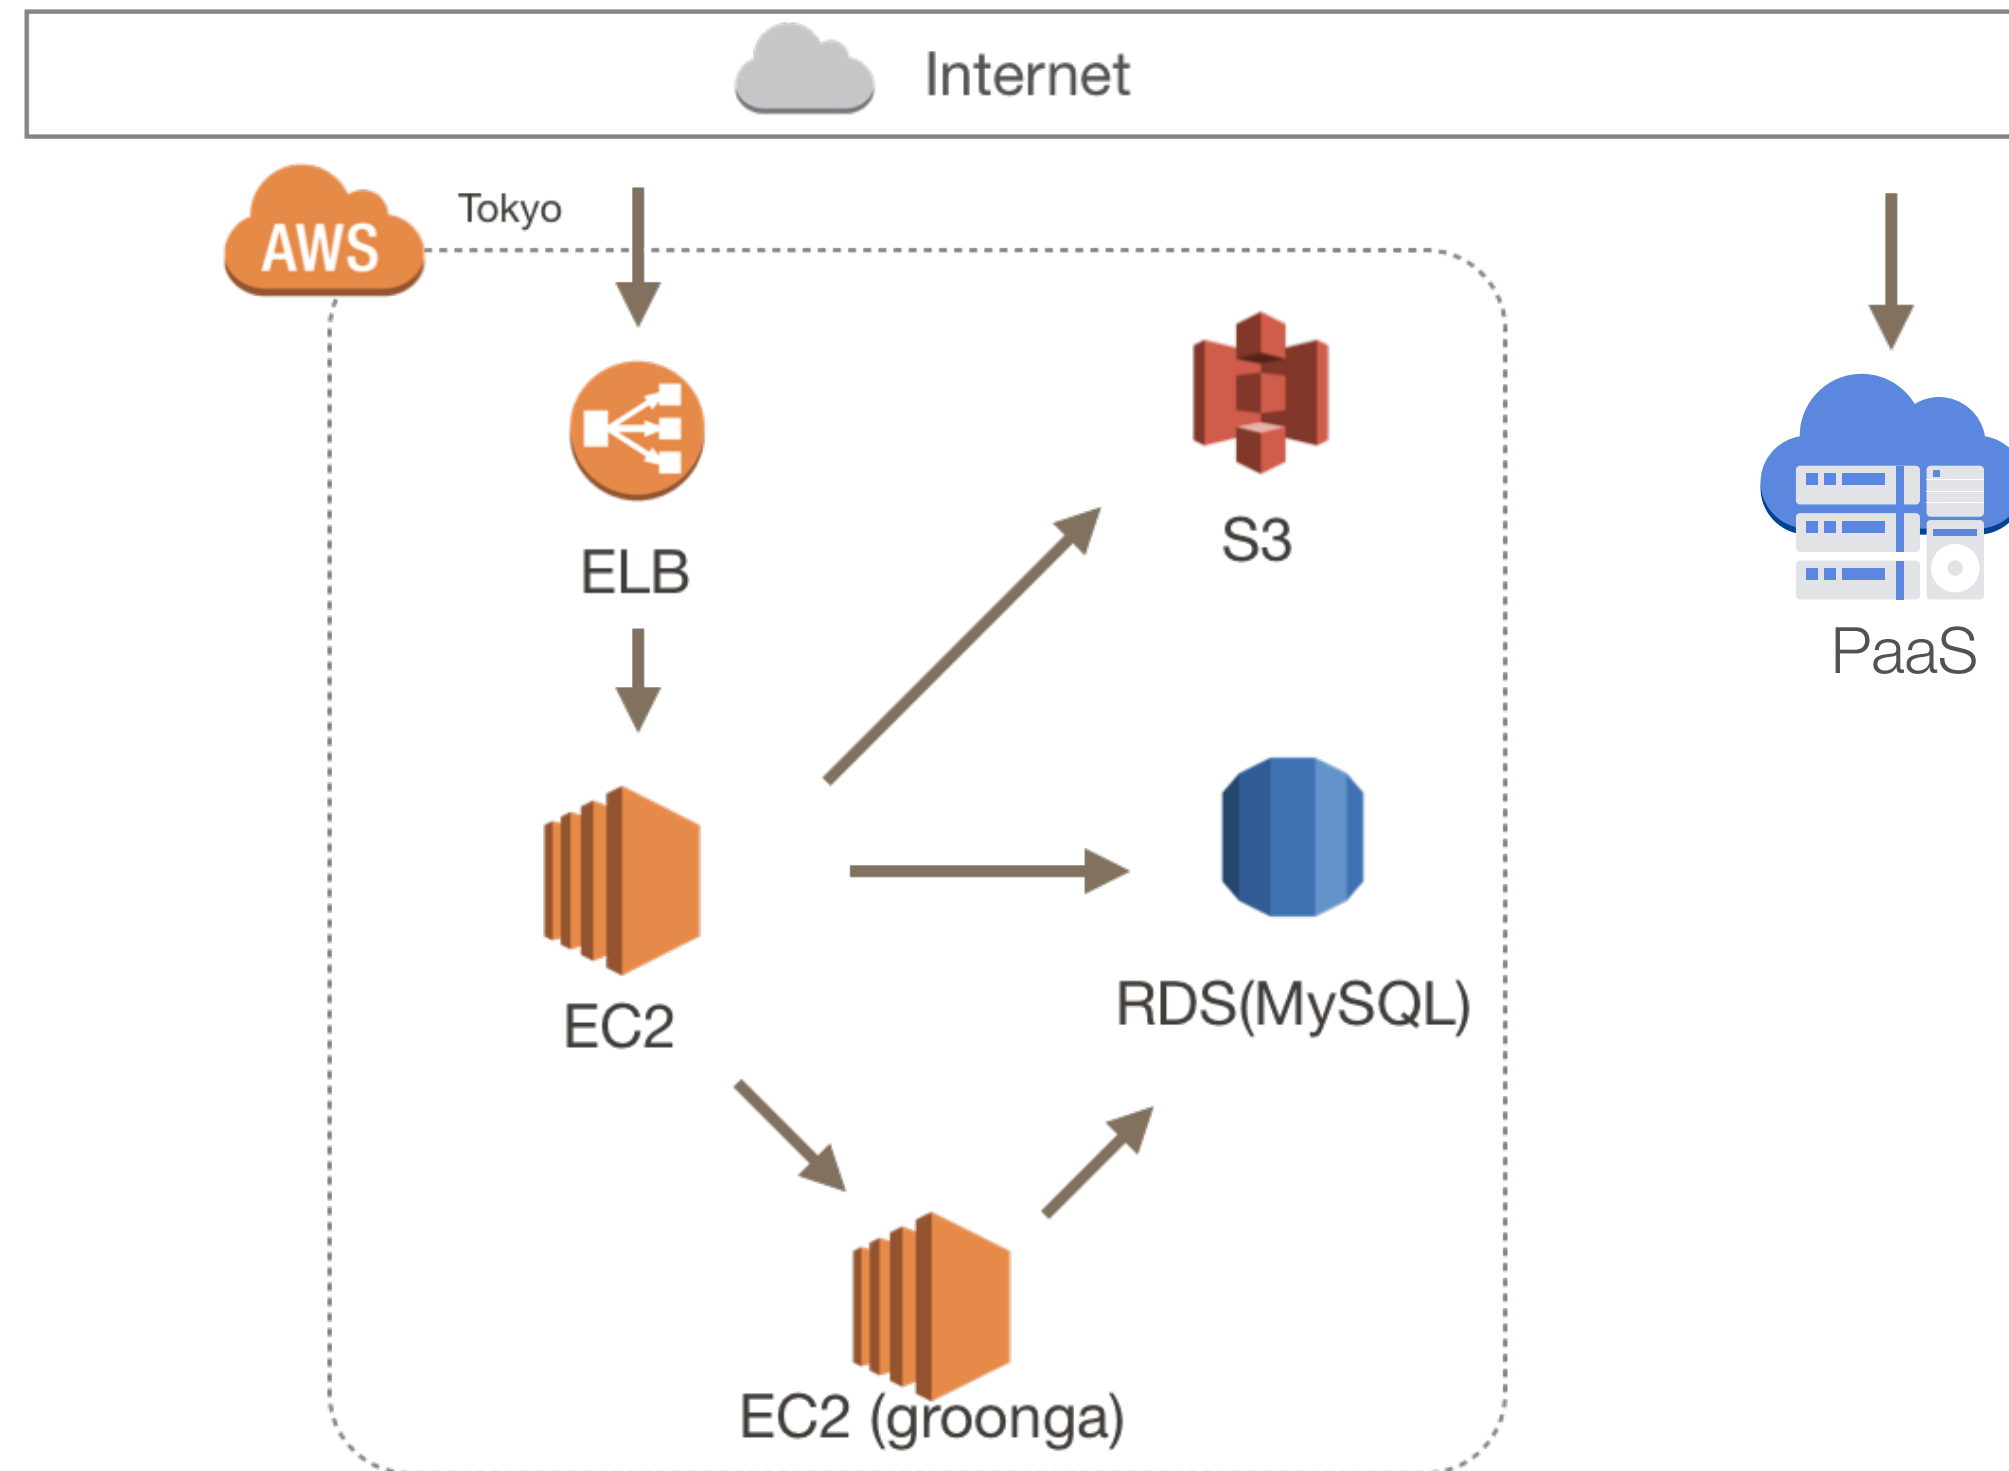 Internet
AWS
Tokyo
ELB
S3
PaaS
EC2
RDS(MySQL)
EC2 (groonga)